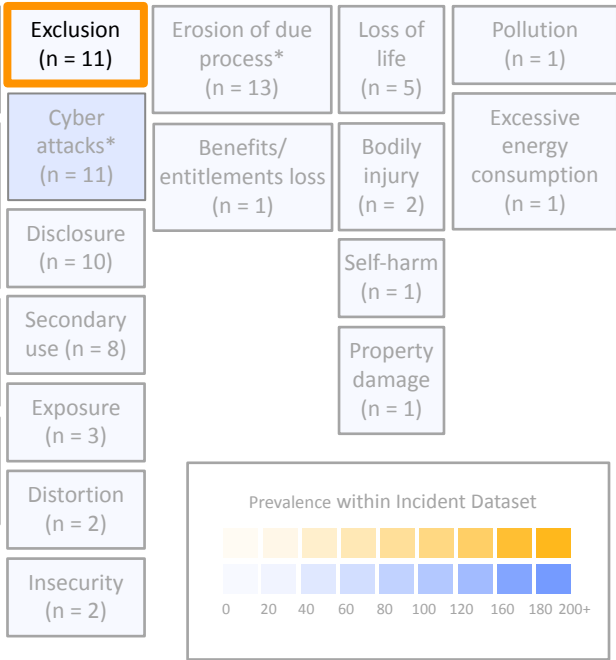 Exclusion
(n = 11)
Cyber
attacks*
(n = 11)
Disclosure
(n = 10)
Secondary
use (n = 8)
Exposure
(n = 3)
Distortion
(n = 2)
Insecurity
(n = 2)
Erosion of due
process*
(n = 13)
Benefits/
entitlements loss
(n = 1)
Loss of
life
(n = 5)
Bodily
injury
(n = 2)
Self-harm
(n = 1)
Property
damage
(n = 1)
Pollution
(n = 1)
Excessive
energy
consumption
(n = 1)
Prevalence within Incident Dataset
0 20 40 60 80 100 120 160 180 200+